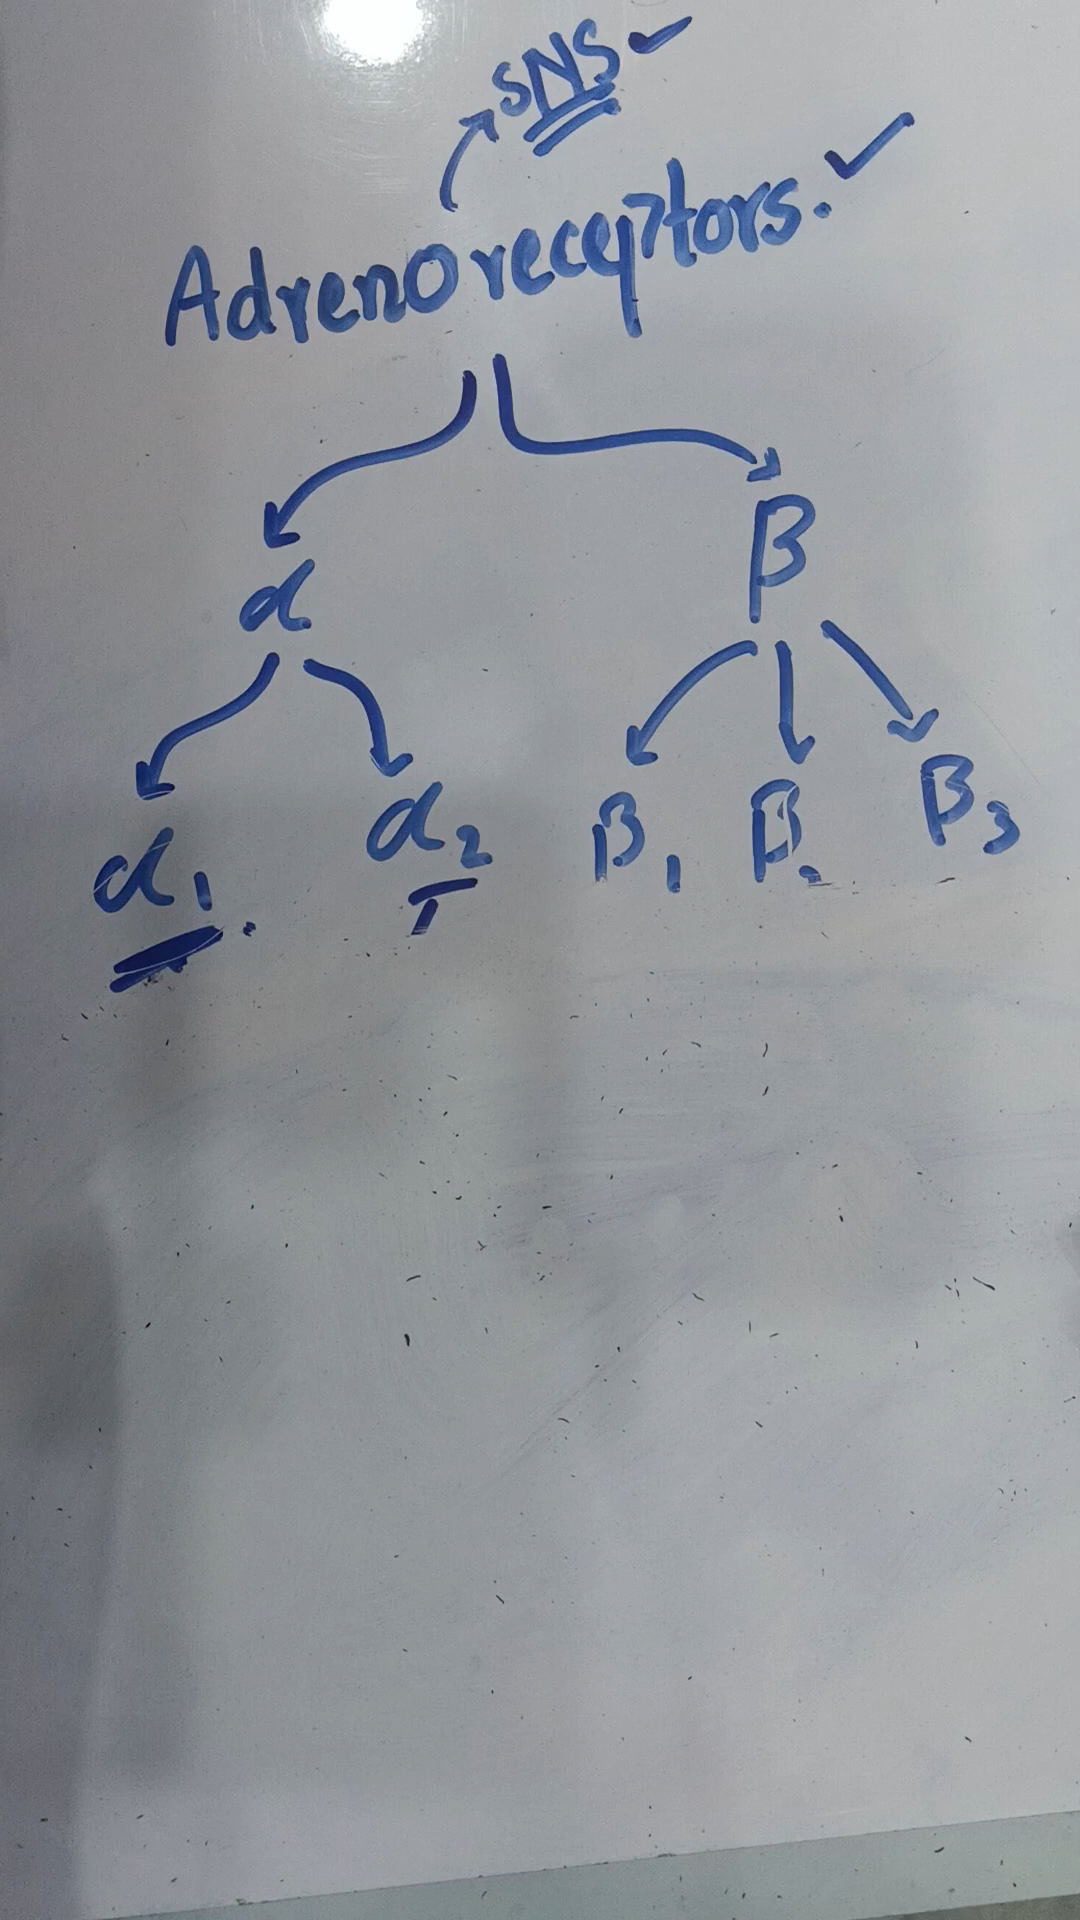 SNS
Adrenoreceptors.
α β
α₁ α₂ β₁ β₂ β₃